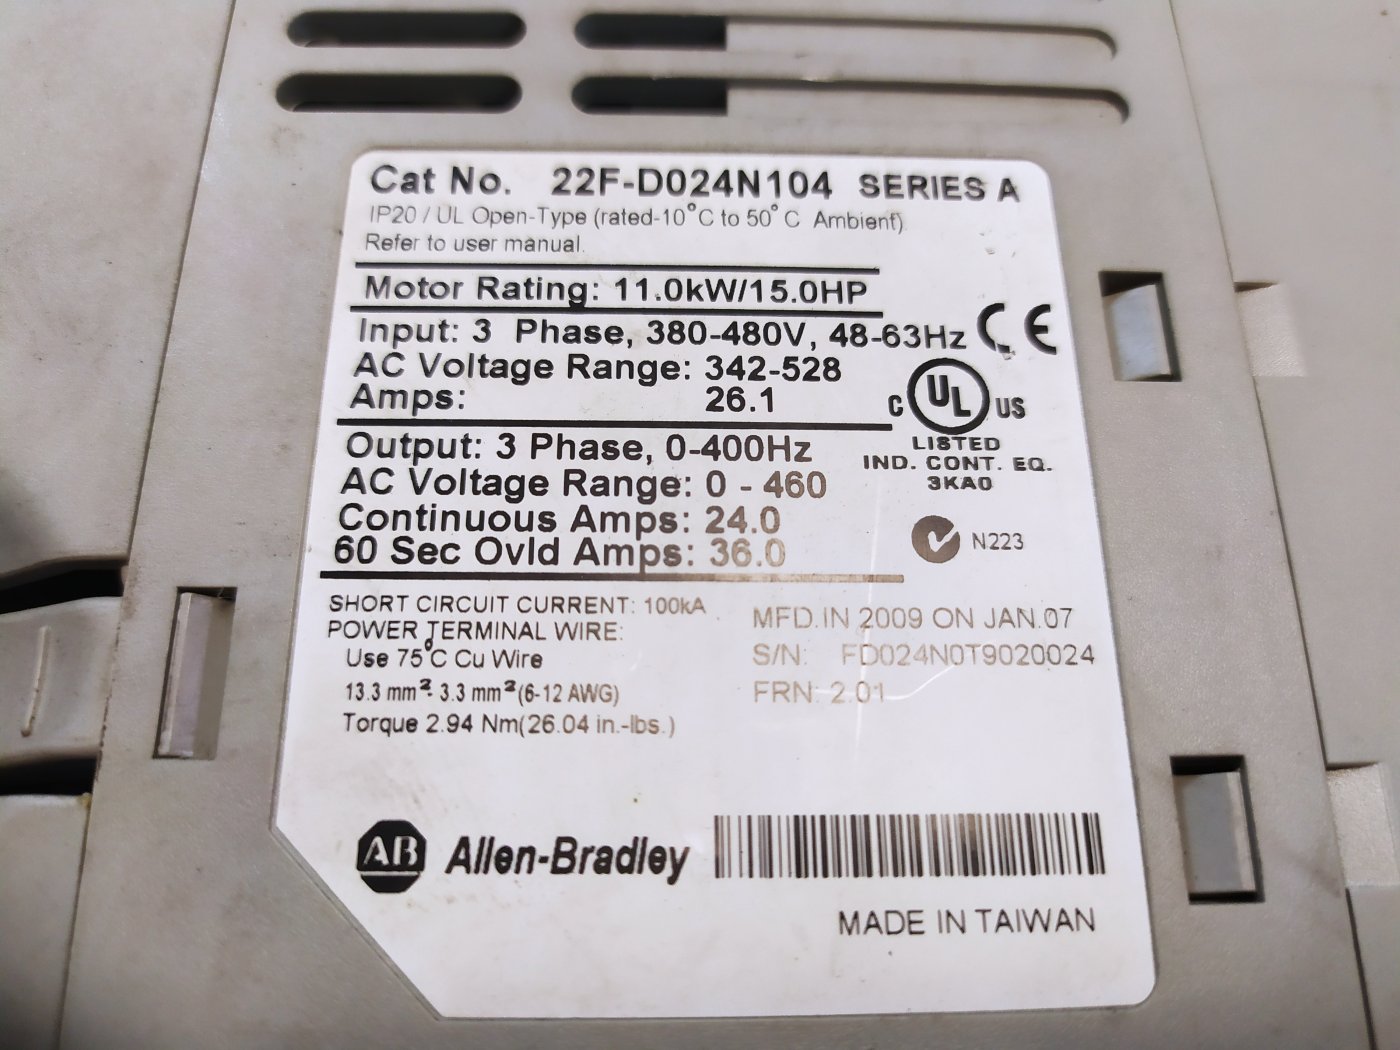 Cat No. 22F-D024N104 SERIES A
IP20 / UL Open-Type (rated-10°C to 50°C Ambient).
Refer to user manual.
Motor Rating: 11.0kW/15.0HP
Input: 3 Phase, 380-480V, 48-63Hz
CE
AC Voltage Range: 342-528
Amps: 26.1
C UL US
LISTED
IND. CONT. EQ.
3KA0
Output: 3 Phase, 0-400Hz
AC Voltage Range: 0 - 460
Continuous Amps: 24.0
60 Sec Ovld Amps: 36.0
N223
SHORT CIRCUIT CURRENT: 100kA
POWER TERMINAL WIRE:
Use 75°C Cu Wire
13.3 mm²- 3.3 mm²(6-12 AWG)
Torque 2.94 Nm(26.04 in.-lbs.)
MFD.IN 2009 ON JAN.07
S/N: FD024N0T9020024
FRN: 2.01
AB Allen-Bradley
MADE IN TAIWAN